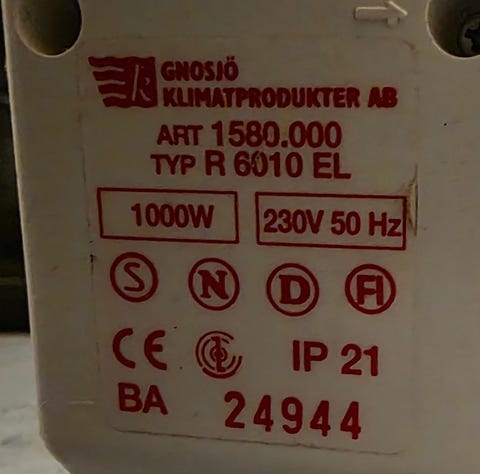 GNOSJÖ
KLIMATPRODUKTER AB
ART 1580.000
TYP R 6010 EL
1000W
230V 50 Hz
S N D FI
CE IP 21
BA 24944